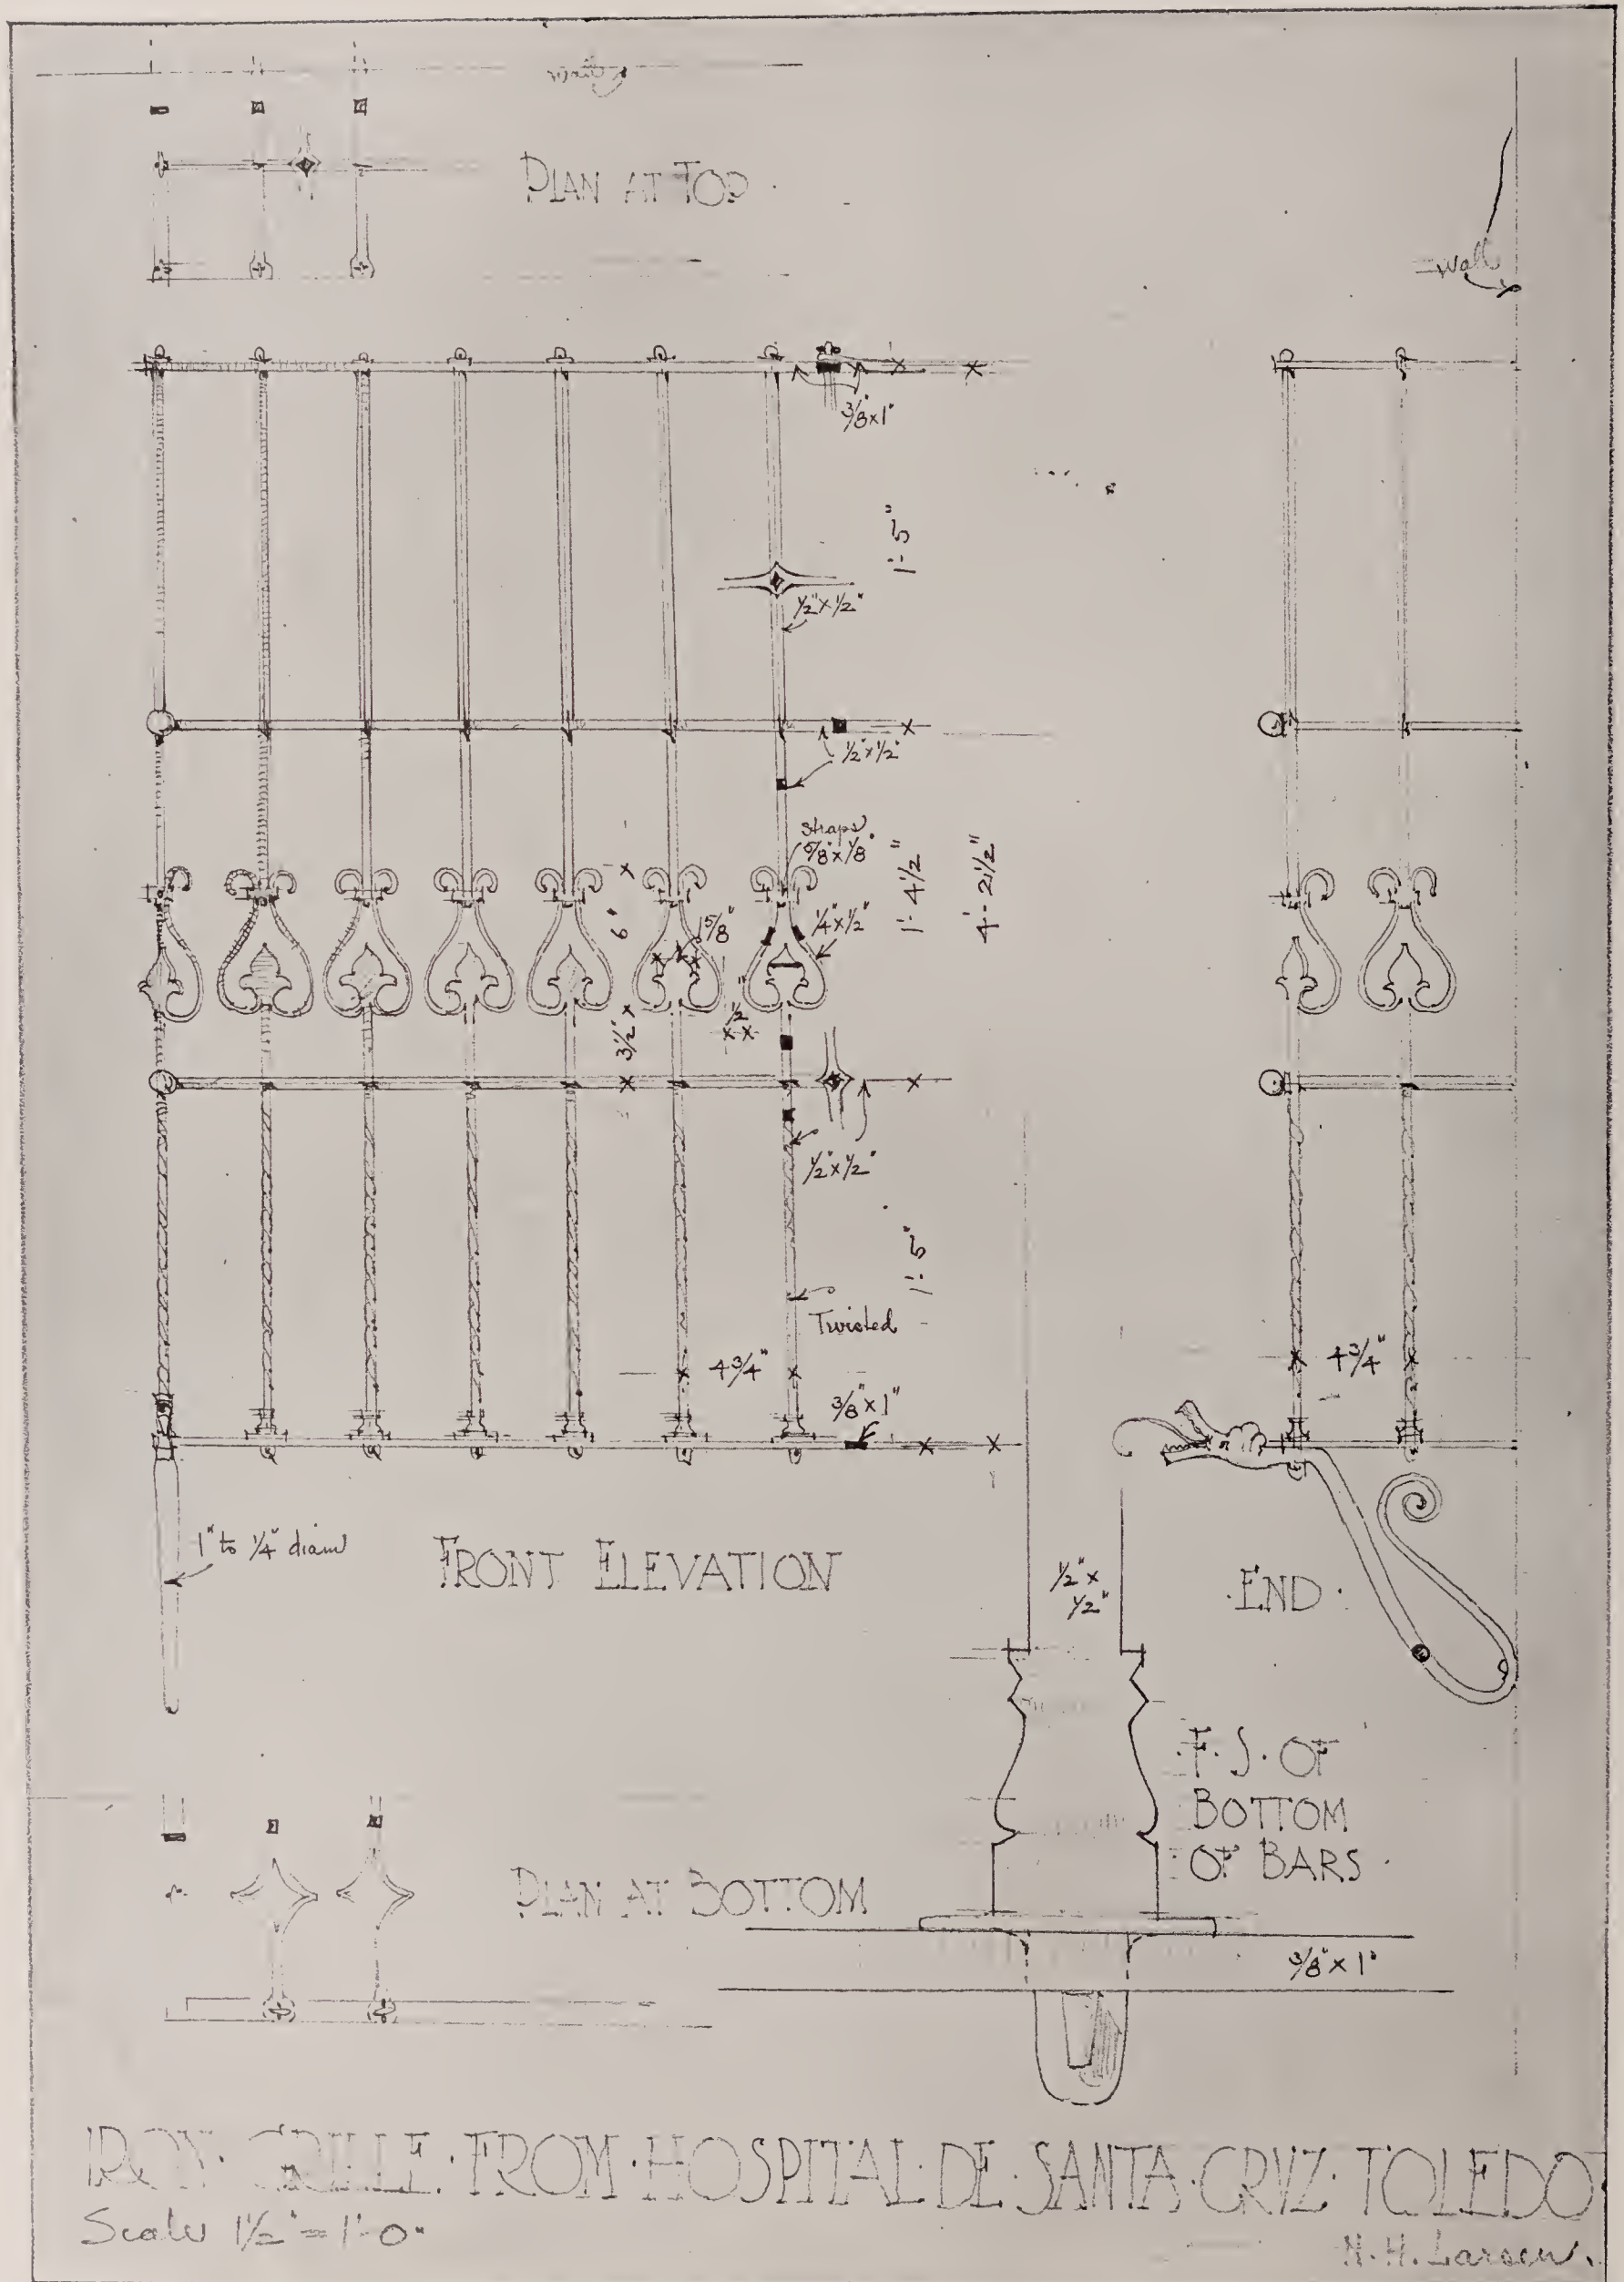 PLAN AT TOP
wall
3/8"x1"
1'-5"
1/2"x1/2"
1/2"x1/2"
straps
5/8"x1/8"
1'-4 1/2"
4'-2 1/2"
6"
1 5/8"
1/4"x1/2"
3 1/2"
1/2"
1/2"x1/2"
1'-5"
Twisted
4 3/4"
4 3/4"
3/8"x1"
1" to 1/4" diam
FRONT ELEVATION
1/2"x
1/2"
·END·
·F·S·OF
BOTTOM
OF BARS·
PLAN AT BOTTOM
3/8"x1"
IRON·GRILLE·FROM·HOSPITAL·DE·SANTA·CRVZ·TOLEDO
Scale 1 1/2" = 1'-0"
N.H. Larsen.